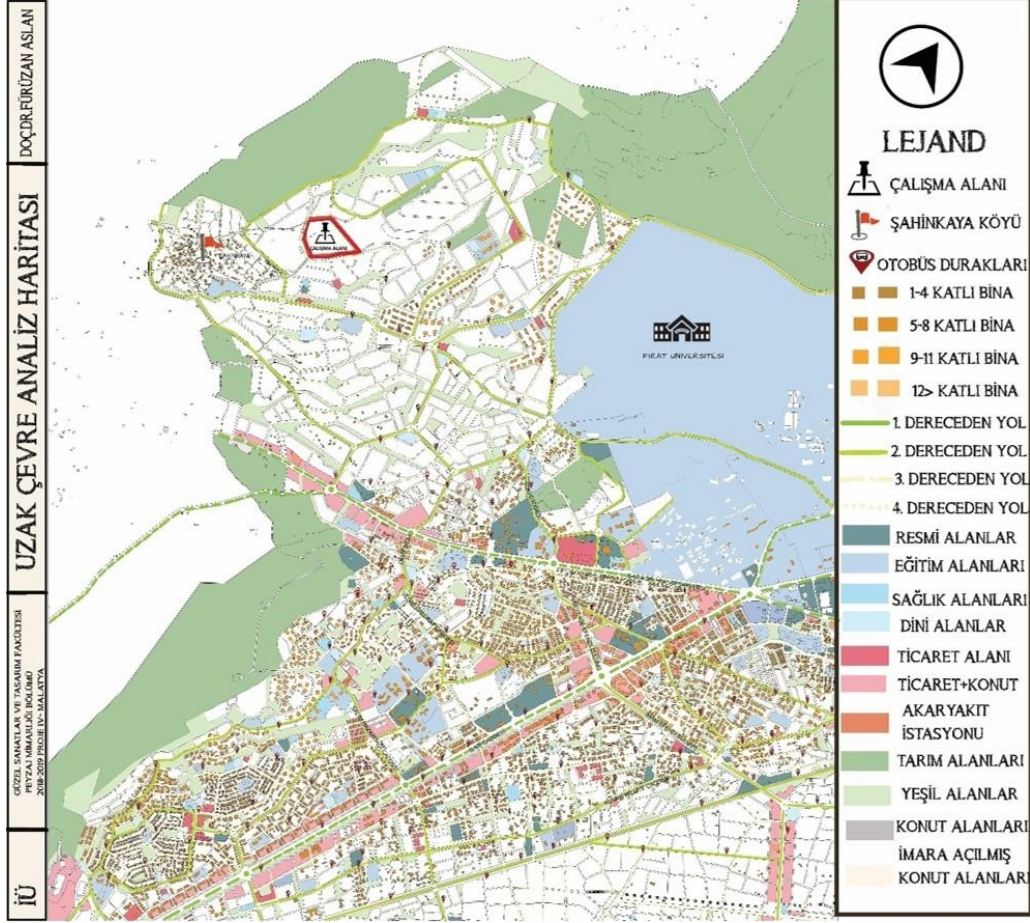 DOÇ.DR.FÜRÜZAN ASLAN
UZAK ÇEVRE ANALİZ HARİTASI
GÜZEL SANATLAR VE TASARIM FAKÜLTESİ
PEYZAJ MİMARLIĞI BÖLÜMÜ
2018-2019 PROJE IV- MALATYA
İÜ
ÇALIŞMA ALANI
FIRAT ÜNİVERSİTESİ
LEJAND
ÇALIŞMA ALANI
ŞAHİNKAYA KÖYÜ
OTOBÜS DURAKLARI
1-4 KATLI BİNA
5-8 KATLI BİNA
9-11 KATLI BİNA
12> KATLI BİNA
1. DERECEDEN YOL
2. DERECEDEN YOL
3. DERECEDEN YOL
4. DERECEDEN YOL
RESMİ ALANLAR
EĞİTİM ALANLARI
SAĞLIK ALANLARI
DİNİ ALANLAR
TİCARET ALANI
TİCARET+KONUT
AKARYAKIT
İSTASYONU
TARIM ALANLARI
YEŞİL ALANLAR
KONUT ALANLARI
İMARA AÇILMIŞ
KONUT ALANLARI